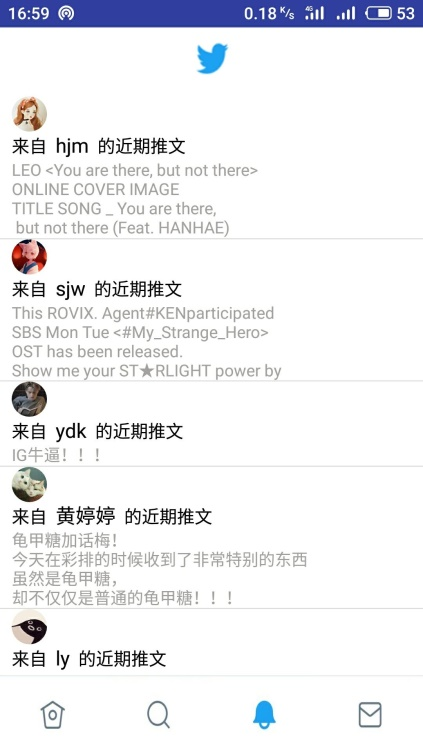 16:59 0.18 K/s 4G 53
来自 hjm 的近期推文
LEO <You are there, but not there>
ONLINE COVER IMAGE
TITLE SONG _ You are there,
but not there (Feat. HANHAE)
来自 sjw 的近期推文
This ROVIX. Agent#KENparticipated
SBS Mon Tue <#My_Strange_Hero>
OST has been released.
Show me your ST★RLIGHT power by
来自 ydk 的近期推文
IG牛逼！！！
来自 黄婷婷 的近期推文
龟甲糖加话梅！
今天在彩排的时候收到了非常特别的东西
虽然是龟甲糖，
却不仅仅是普通的龟甲糖！！！
来自 ly 的近期推文